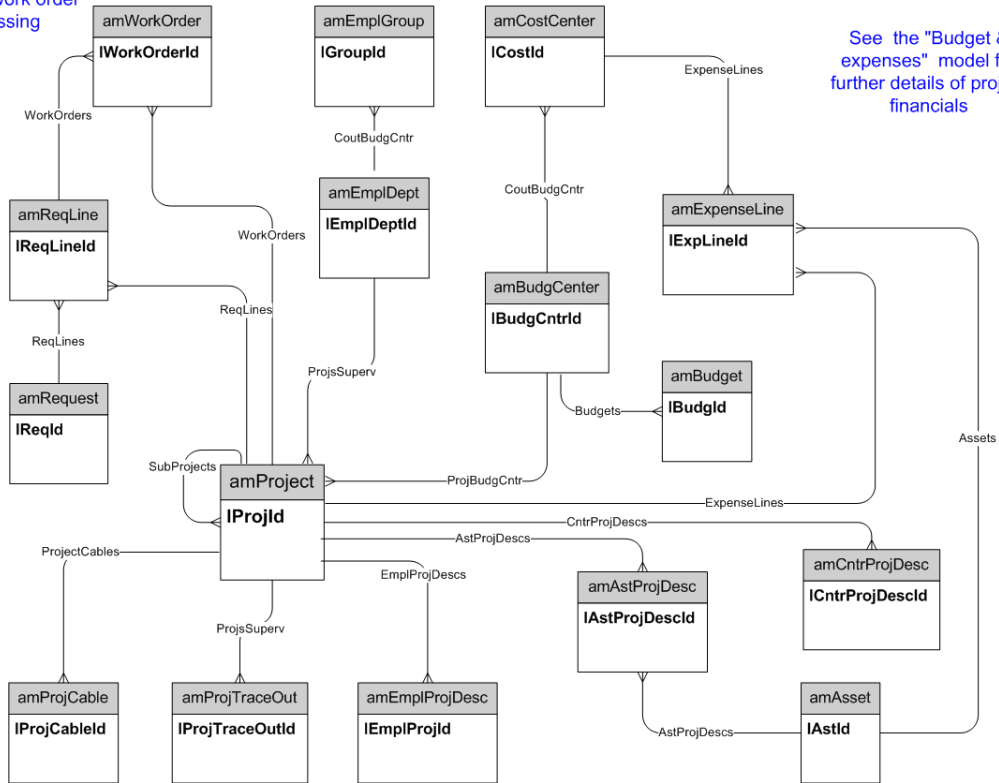 work order
ssing
See the "Budget &
expenses" model f
further details of proj
financials
amWorkOrder
lWorkOrderId
amEmplGroup
lGroupId
amCostCenter
lCostId
ExpenseLines
WorkOrders
CoutBudgCntr
amReqLine
lReqLineId
amEmplDept
lEmplDeptId
CoutBudgCntr
amExpenseLine
lExpLineId
WorkOrders
amBudgCenter
lBudgCntrId
ReqLines
ReqLines
ProjsSuperv
amBudget
lBudgId
amRequest
lReqId
Budgets
Assets
SubProjects
amProject
lProjId
ProjBudgCntr
ExpenseLines
CntrProjDescs
AstProjDescs
ProjectCables
EmplProjDescs
amAstProjDesc
lAstProjDescId
amCntrProjDesc
lCntrProjDescId
ProjsSuperv
amProjCable
lProjCableId
amProjTraceOut
lProjTraceOutId
amEmplProjDesc
lEmplProjId
AstProjDescs
amAsset
lAstId